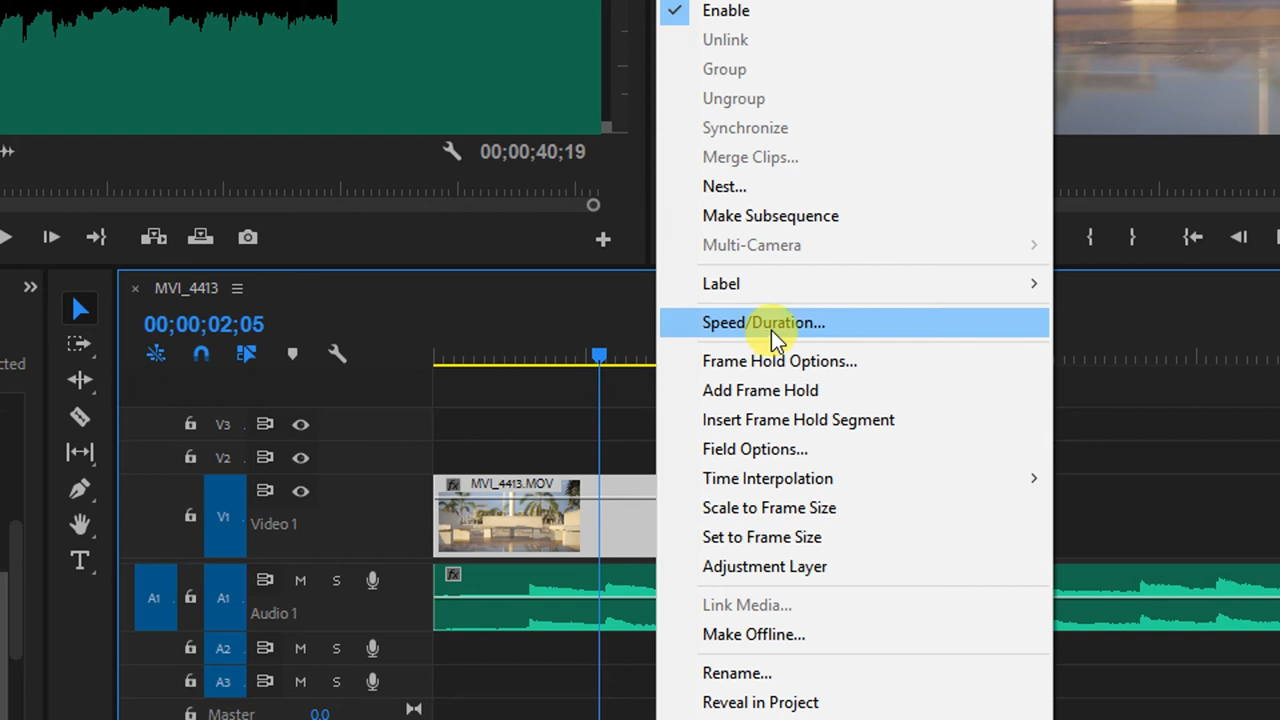 Enable
Unlink
Group
Ungroup
Synchronize
Merge Clips...
Nest...
Make Subsequence
Multi-Camera
Label
Speed/Duration...
Frame Hold Options...
Add Frame Hold
Insert Frame Hold Segment
Field Options...
Time Interpolation
Scale to Frame Size
Set to Frame Size
Adjustment Layer
Link Media...
Make Offline...
Rename...
Reveal in Project
00;00;40;19
cted
MVI_4413
00;00;02;05
V3
V2
V1
Video 1
MVI_4413.MOV
A1
A1
M
S
Audio 1
A2
M
S
A3
M
S
Master
0.0